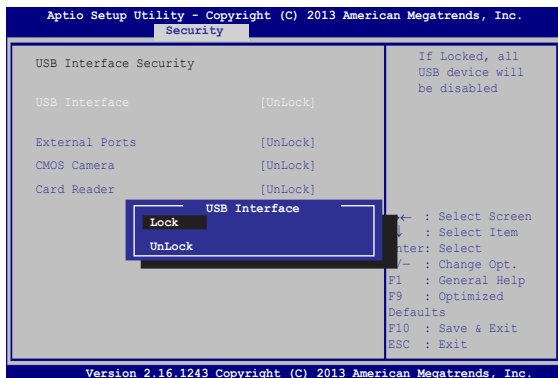 Aptio Setup Utility - Copyright (C) 2013 American Megatrends, Inc.
Security
USB Interface Security
USB Interface [UnLock]
External Ports [UnLock]
CMOS Camera [UnLock]
Card Reader [UnLock]
USB Interface
Lock
UnLock
If Locked, all
USB device will
be disabled
→← : Select Screen
: Select Item
: Select
: Change Opt.
F1 : General Help
F9 : Optimized
Defaults
F10 : Save & Exit
ESC : Exit
Version 2.16.1243 Copyright (C) 2013 American Megatrends, Inc.